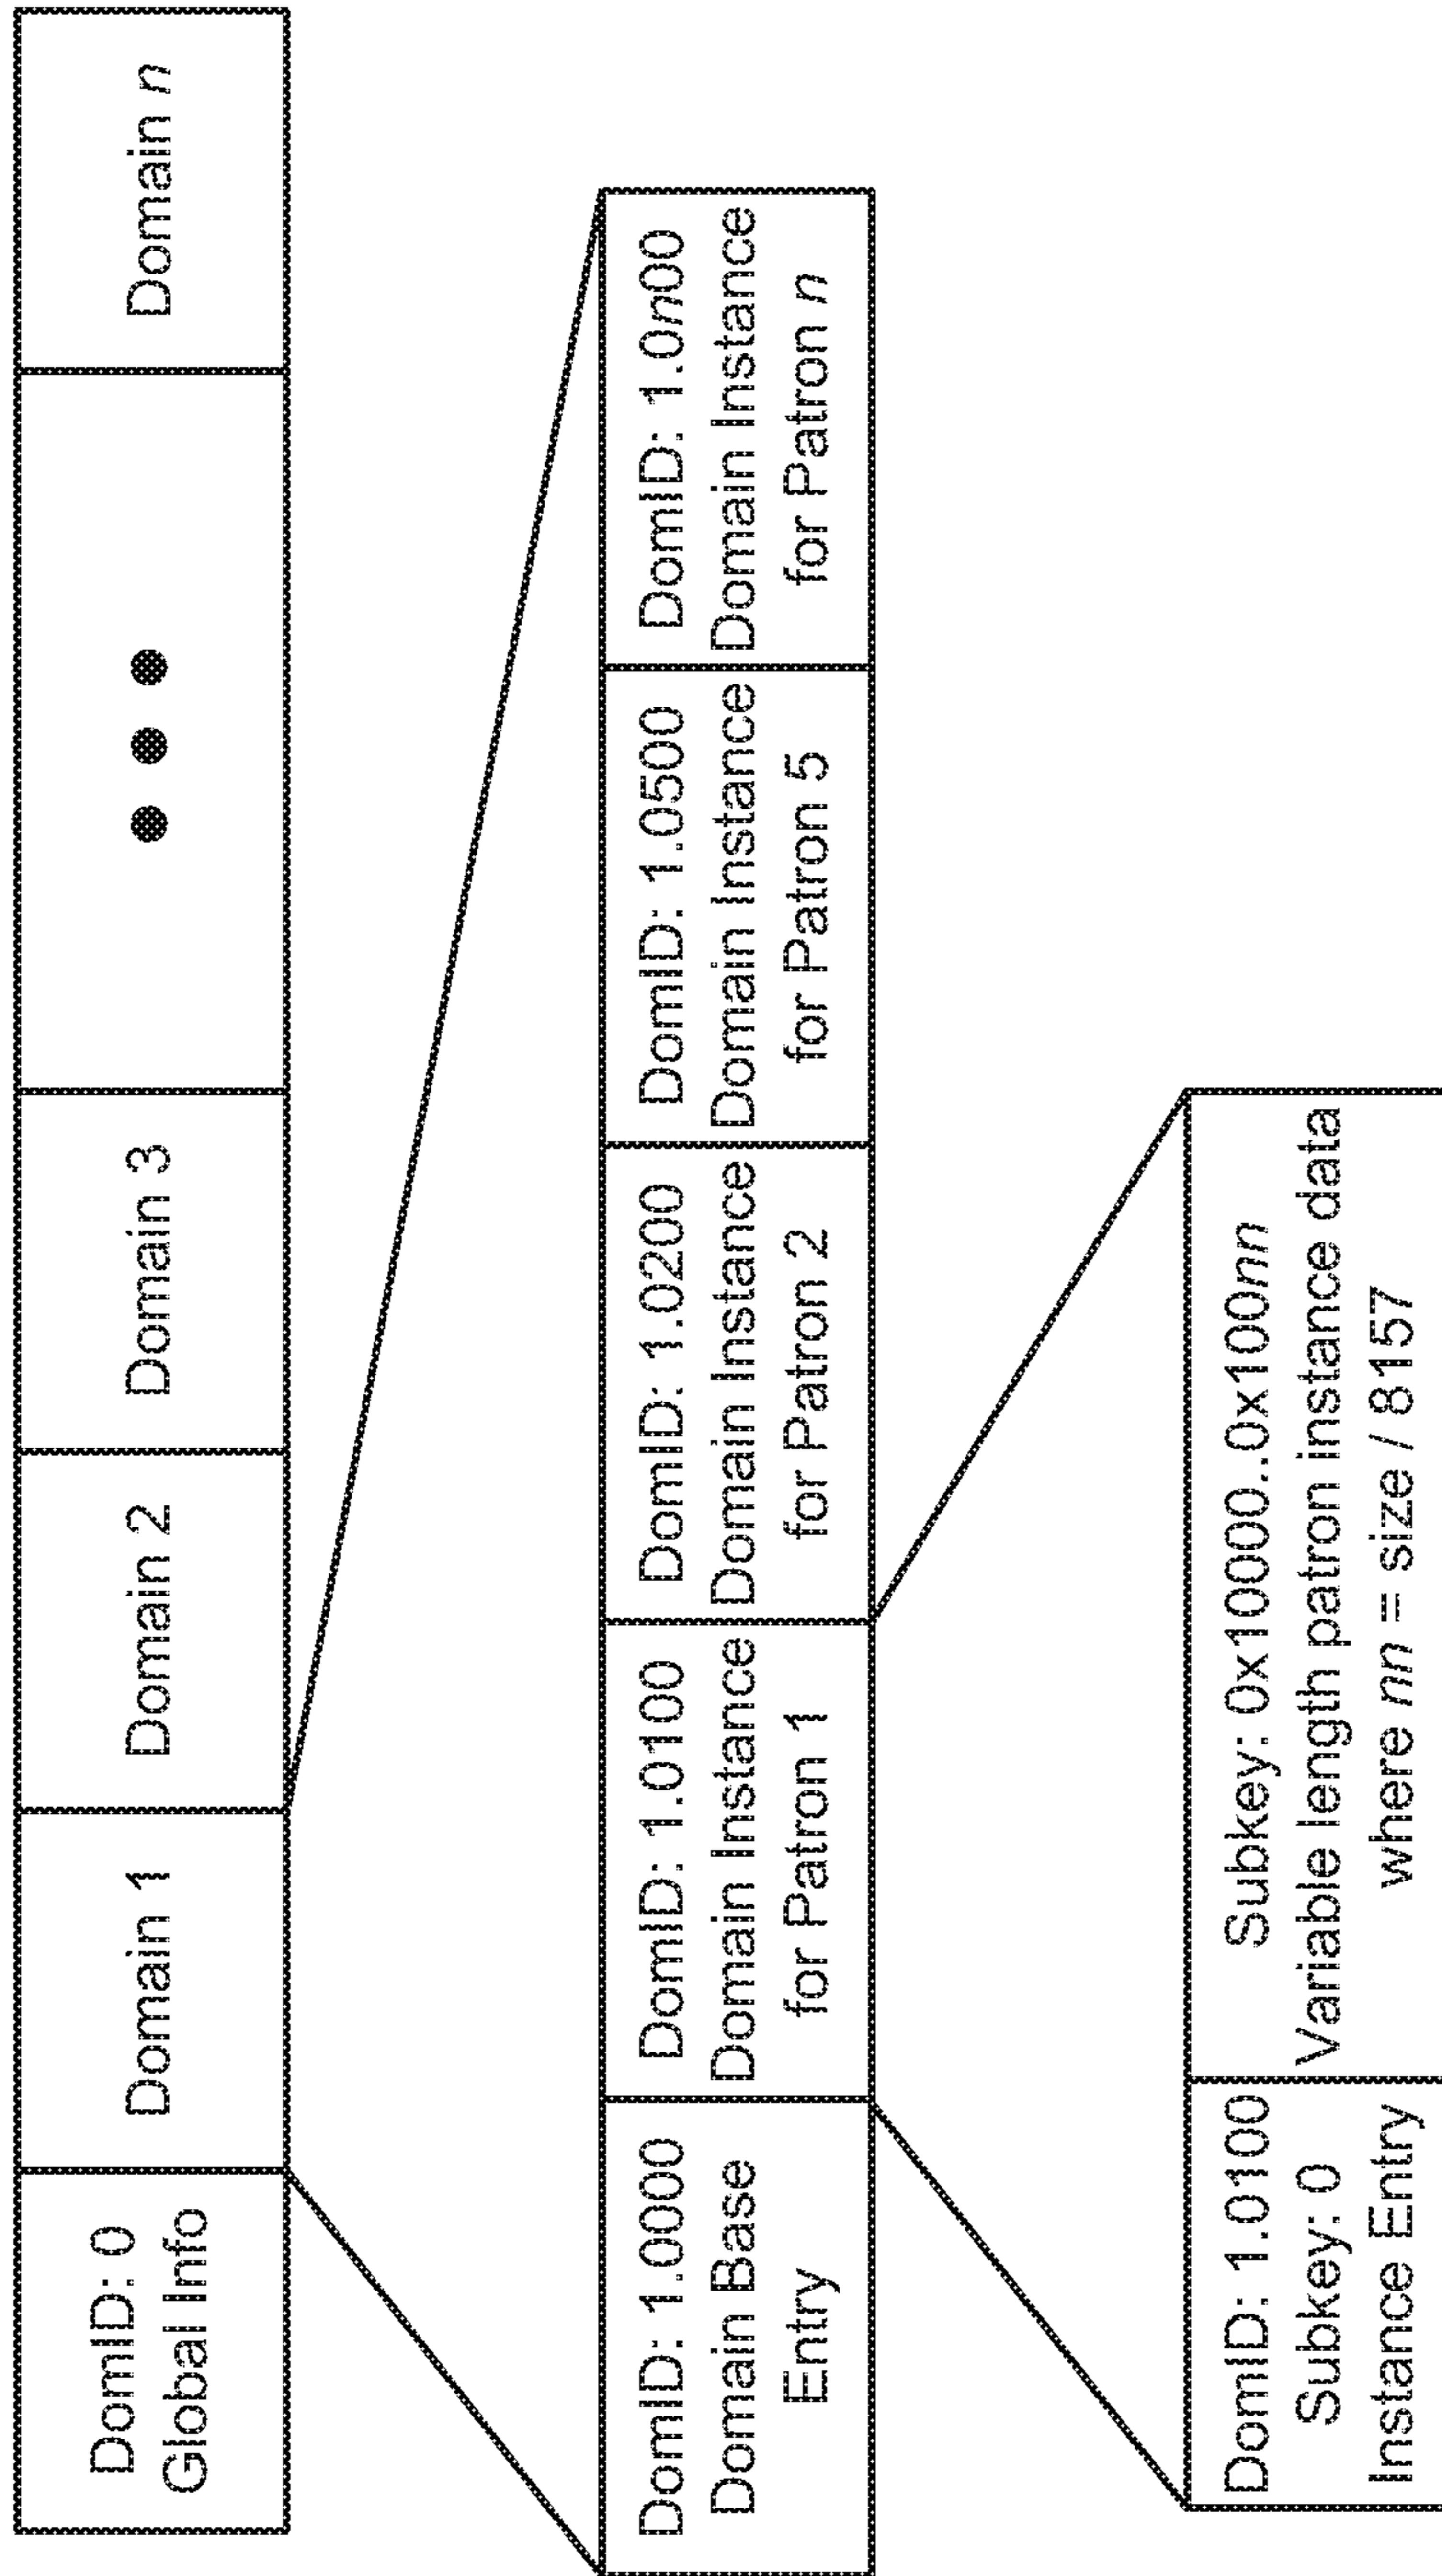 DomID: 0
Global Info
Domain 1
Domain 2
Domain 3
Domain n
DomID: 1.0000
Domain Base
Entry
DomID: 1.0100
Domain Instance
for Patron 1
DomID: 1.0200
Domain Instance
for Patron 2
DomID: 1.0500
Domain Instance
for Patron 5
DomID: 1.0n00
Domain Instance
for Patron n
DomID: 1.0100
Subkey: 0
Instance Entry
Subkey: 0x10000..0x100nn
Variable length patron instance data
where nn = size / 8157